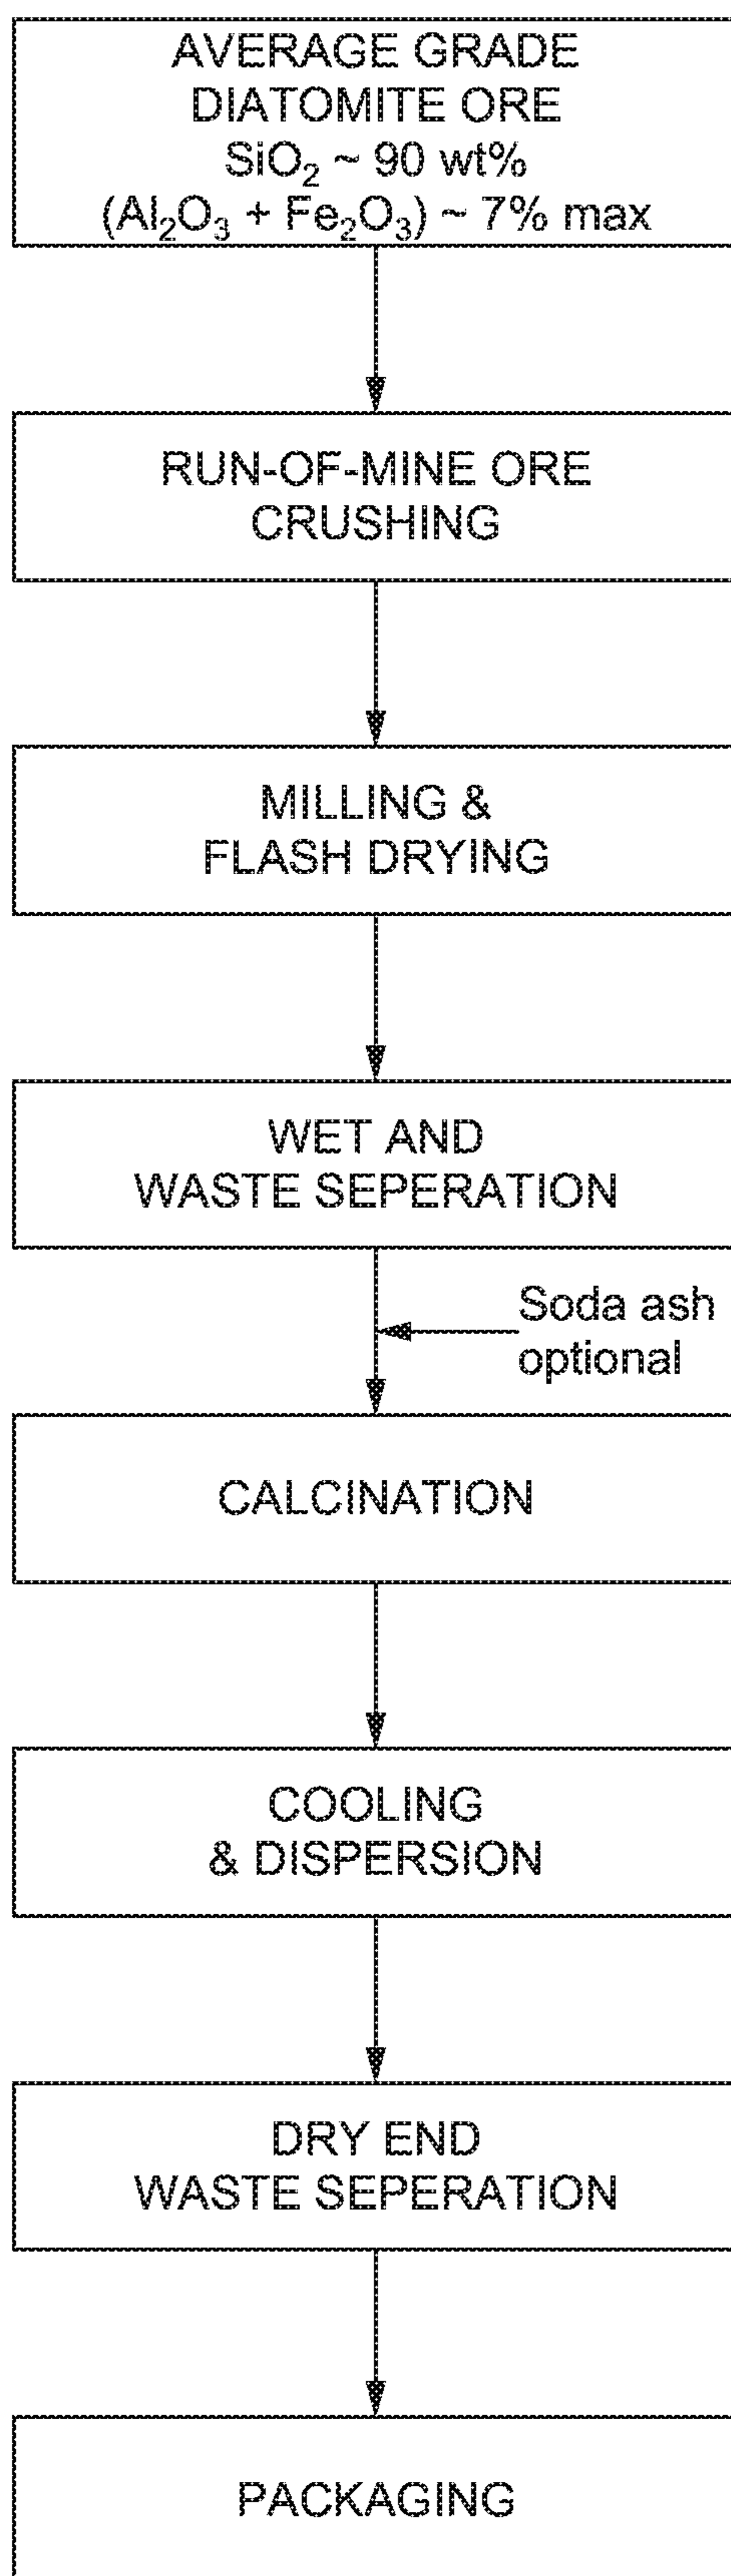 AVERAGE GRADE
DIATOMITE ORE
SiO₂ ~ 90 wt%
(Al₂O₃ + Fe₂O₃) ~ 7% max
RUN-OF-MINE ORE
CRUSHING
MILLING &
FLASH DRYING
WET AND
WASTE SEPERATION
Soda ash
optional
CALCINATION
COOLING
& DISPERSION
DRY END
WASTE SEPERATION
PACKAGING